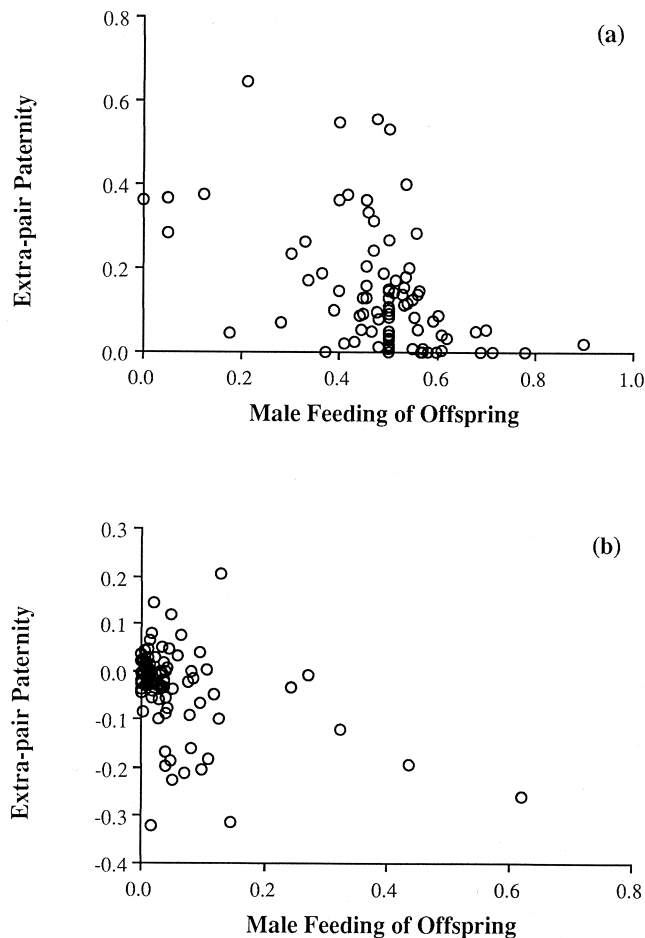 (a)
Extra-pair Paternity
0.8
0.6
0.4
0.2
0.0
0.0 0.2 0.4 0.6 0.8 1.0
Male Feeding of Offspring
(b)
Extra-pair Paternity
0.3
0.2
0.1
0.0
-0.1
-0.2
-0.3
-0.4
0.0 0.2 0.4 0.6 0.8
Male Feeding of Offspring